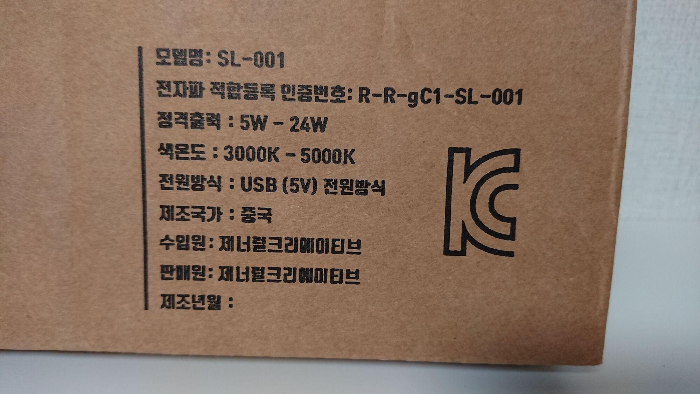 모델명: SL-001
전자파 적합등록 인증번호: R-R-gC1-SL-001
정격출력 : 5W - 24W
색온도 : 3000K - 5000K
전원방식 : USB (5V) 전원방식
제조국가 : 중국
수입원: 제너럴크리에이티브
판매원: 제너럴크리에이티브
제조년월 :
KC